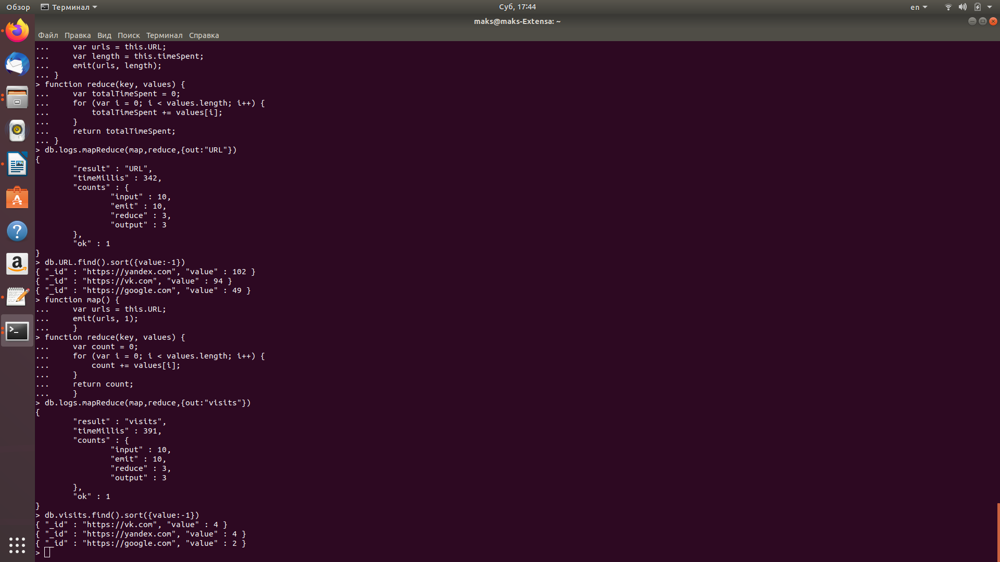 Обзор Терминал Суб, 17:44 en
maks@maks-Extensa: ~
Файл Правка Вид Поиск Терминал Справка
...     var urls = this.URL;
...     var length = this.timeSpent;
...     emit(urls, length);
... }
> function reduce(key, values) {
...     var totalTimeSpent = 0;
...     for (var i = 0; i < values.length; i++) {
...         totalTimeSpent += values[i];
...     }
...     return totalTimeSpent;
... }
> db.logs.mapReduce(map,reduce,{out:"URL"})
{
        "result" : "URL",
        "timeMillis" : 342,
        "counts" : {
                "input" : 10,
                "emit" : 10,
                "reduce" : 3,
                "output" : 3
        },
        "ok" : 1
}
> db.URL.find().sort({value:-1})
{ "_id" : "https://yandex.com", "value" : 102 }
{ "_id" : "https://vk.com", "value" : 94 }
{ "_id" : "https://google.com", "value" : 49 }
> function map() {
...     var urls = this.URL;
...     emit(urls, 1);
...     }
> function reduce(key, values) {
...     var count = 0;
...     for (var i = 0; i < values.length; i++) {
...         count += values[i];
...     }
...     return count;
...     }
> db.logs.mapReduce(map,reduce,{out:"visits"})
{
        "result" : "visits",
        "timeMillis" : 391,
        "counts" : {
                "input" : 10,
                "emit" : 10,
                "reduce" : 3,
                "output" : 3
        },
        "ok" : 1
}
> db.visits.find().sort({value:-1})
{ "_id" : "https://vk.com", "value" : 4 }
{ "_id" : "https://yandex.com", "value" : 4 }
{ "_id" : "https://google.com", "value" : 2 }
>